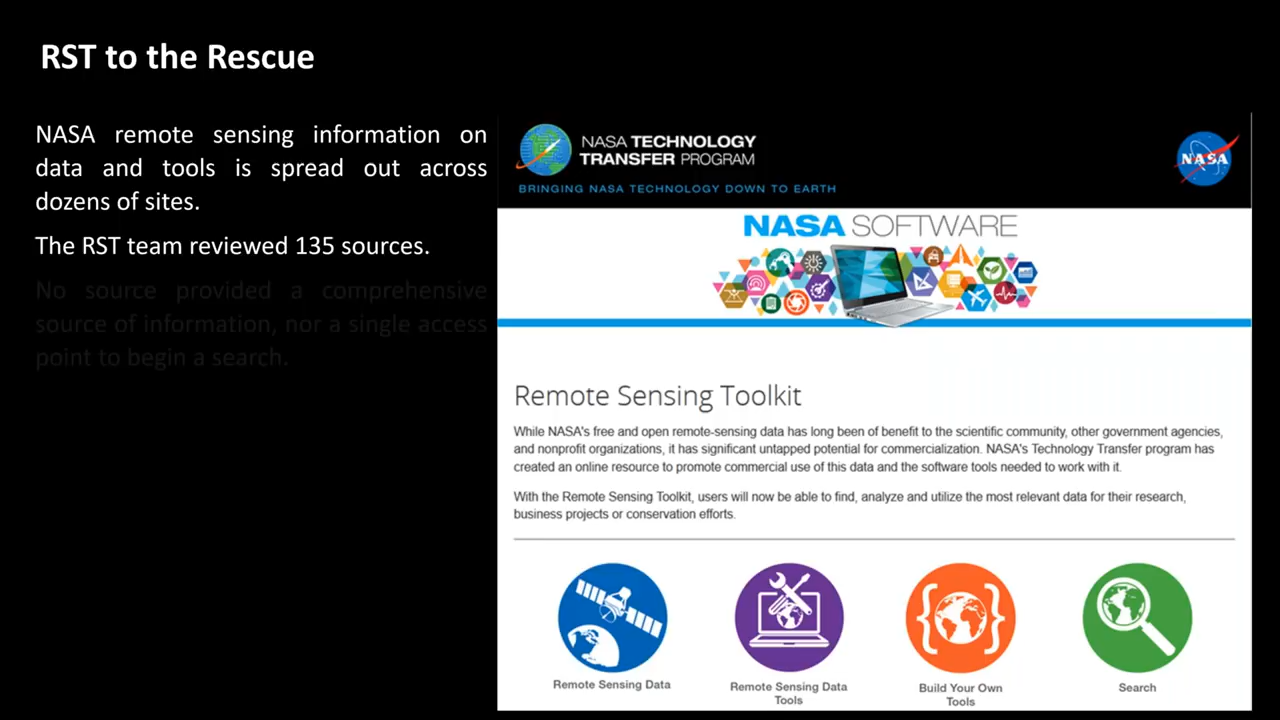 RST to the Rescue
NASA remote sensing information on
data and tools is spread out across
dozens of sites.
The RST team reviewed 135 sources.
No source provided a comprehensive
source of information, nor a single access
point to begin a search.
NASA TECHNOLOGY
TRANSFER PROGRAM
BRINGING NASA TECHNOLOGY DOWN TO EARTH
NASA
NASA SOFTWARE
Remote Sensing Toolkit
While NASA's free and open remote-sensing data has long been of benefit to the scientific community, other government agencies,
and nonprofit organizations, it has significant untapped potential for commercialization. NASA's Technology Transfer program has
created an online resource to promote commercial use of this data and the software tools needed to work with it.
With the Remote Sensing Toolkit, users will now be able to find, analyze and utilize the most relevant data for their research,
business projects or conservation efforts.
Remote Sensing Data
Remote Sensing Data
Tools
Build Your Own
Tools
Search